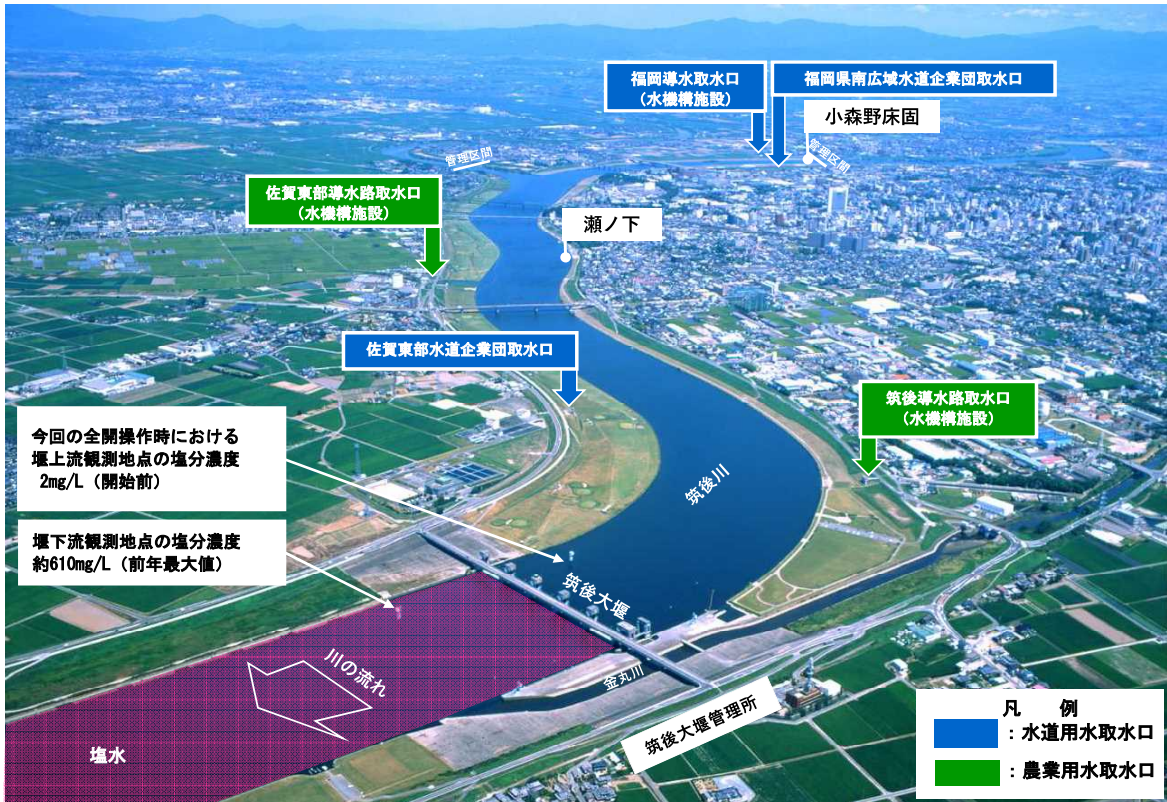 福岡導水取水口
(水機構施設)
福岡県南広域水道企業団取水口
小森野床固
管理区間
管理区間
佐賀東部導水路取水口
(水機構施設)
瀬ノ下
佐賀東部水道企業団取水口
筑後導水路取水口
(水機構施設)
今回の全開操作時における
堰上流観測地点の塩分濃度
2mg/L(開始前)
堰下流観測地点の塩分濃度
約610mg/L(前年最大値)
筑後川
筑後大堰
川の流れ
金丸川
筑後大堰管理所
塩水
凡 例
:水道用水取水口
:農業用水取水口